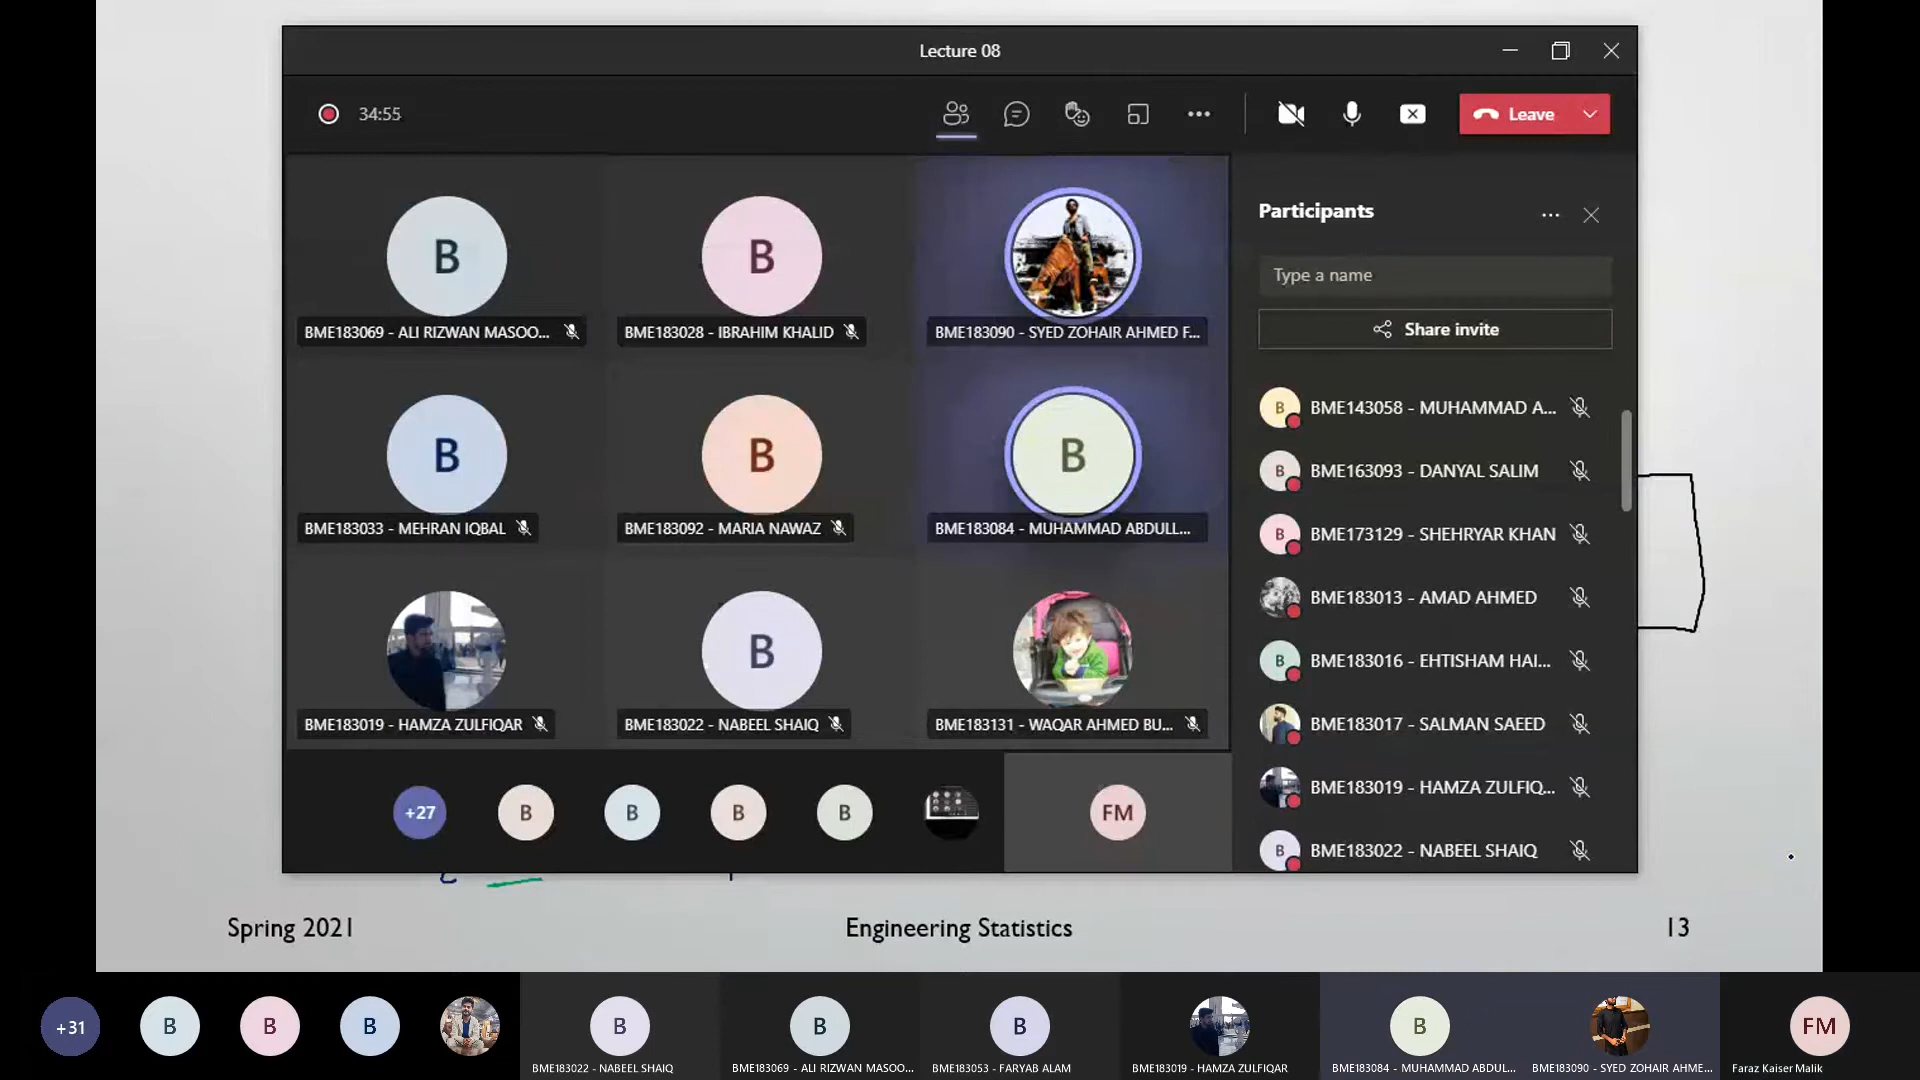 Lecture 08
34:55
Leave
B
B
BME183069 - ALI RIZWAN MASOO...
BME183028 - IBRAHIM KHALID
BME183090 - SYED ZOHAIR AHMED F...
B
B
B
BME183033 - MEHRAN IQBAL
BME183092 - MARIA NAWAZ
BME183084 - MUHAMMAD ABDULL...
B
BME183019 - HAMZA ZULFIQAR
BME183022 - NABEEL SHAIQ
BME183131 - WAQAR AHMED BU...
+27
B
B
B
B
FM
Participants
Type a name
Share invite
B BME143058 - MUHAMMAD A...
B BME163093 - DANYAL SALIM
B BME173129 - SHEHRYAR KHAN
BME183013 - AMAD AHMED
B BME183016 - EHTISHAM HAI...
BME183017 - SALMAN SAEED
BME183019 - HAMZA ZULFIQ...
B BME183022 - NABEEL SHAIQ
Spring 2021
Engineering Statistics
13
+31
B
B
B
B
B
B
B
FM
BME183022 - NABEEL SHAIQ
BME183069 - ALI RIZWAN MASOO...
BME183053 - FARYAB ALAM
BME183019 - HAMZA ZULFIQAR
BME183084 - MUHAMMAD ABDUL...
BME183090 - SYED ZOHAIR AHME...
Faraz Kaiser Malik